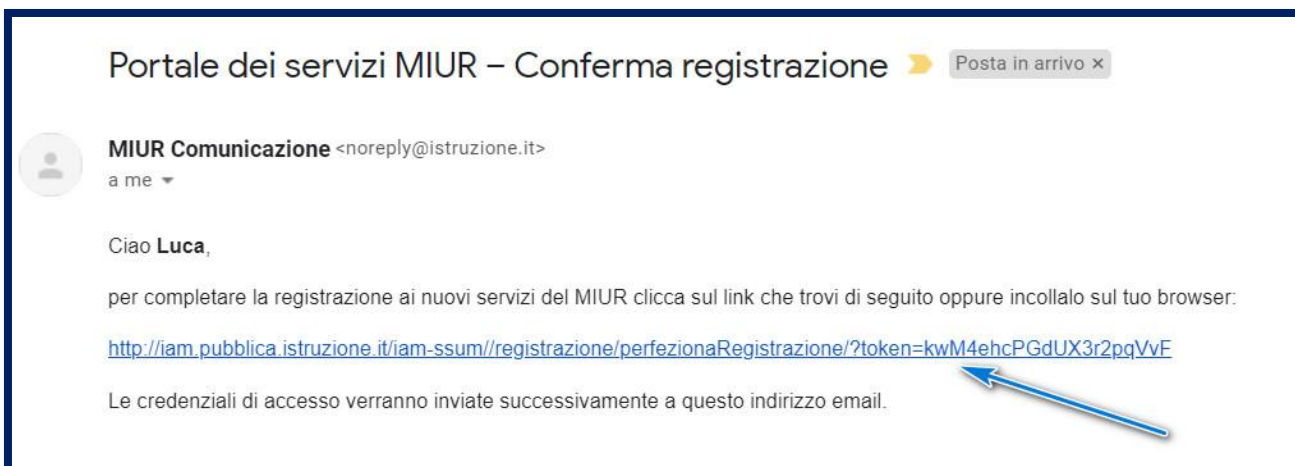 Portale dei servizi MIUR – Conferma registrazione Posta in arrivo ×
MIUR Comunicazione <noreply@istruzione.it>
a me
Ciao Luca,
per completare la registrazione ai nuovi servizi del MIUR clicca sul link che trovi di seguito oppure incollalo sul tuo browser:
http://iam.pubblica.istruzione.it/iam-ssum//registrazione/perfezionaRegistrazione/?token=kwM4ehcPGdUX3r2pqVvF
Le credenziali di accesso verranno inviate successivamente a questo indirizzo email.